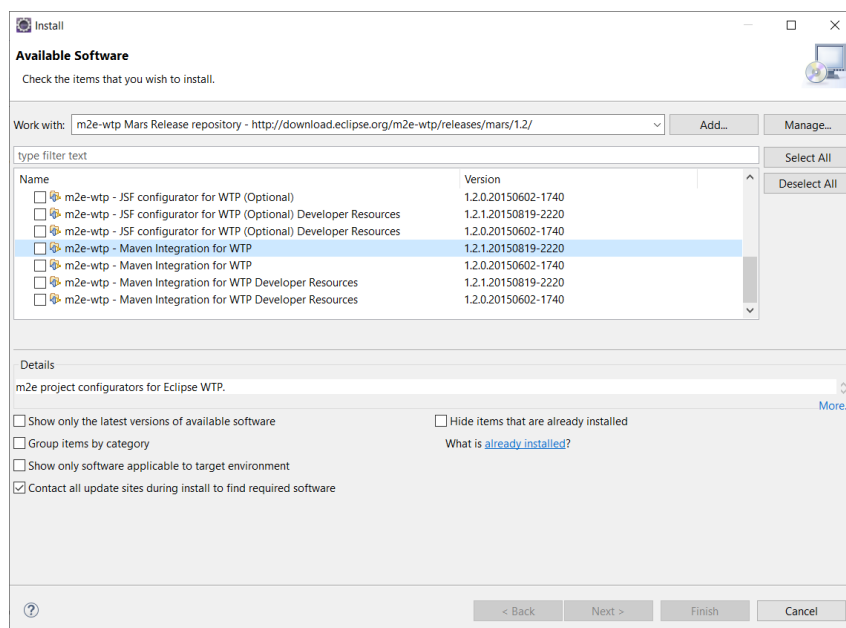 Install
Available Software
Check the items that you wish to install.
Work with: m2e-wtp Mars Release repository - http://download.eclipse.org/m2e-wtp/releases/mars/1.2/ Add... Manage...
type filter text Select All
Name Version Deselect All
m2e-wtp - JSF configurator for WTP (Optional) 1.2.0.20150602-1740
m2e-wtp - JSF configurator for WTP (Optional) Developer Resources 1.2.1.20150819-2220
m2e-wtp - JSF configurator for WTP (Optional) Developer Resources 1.2.0.20150602-1740
m2e-wtp - Maven Integration for WTP 1.2.1.20150819-2220
m2e-wtp - Maven Integration for WTP 1.2.0.20150602-1740
m2e-wtp - Maven Integration for WTP Developer Resources 1.2.1.20150819-2220
m2e-wtp - Maven Integration for WTP Developer Resources 1.2.0.20150602-1740
Details
m2e project configurators for Eclipse WTP.
More.
Show only the latest versions of available software Hide items that are already installed
Group items by category What is already installed?
Show only software applicable to target environment
Contact all update sites during install to find required software
? < Back Next > Finish Cancel